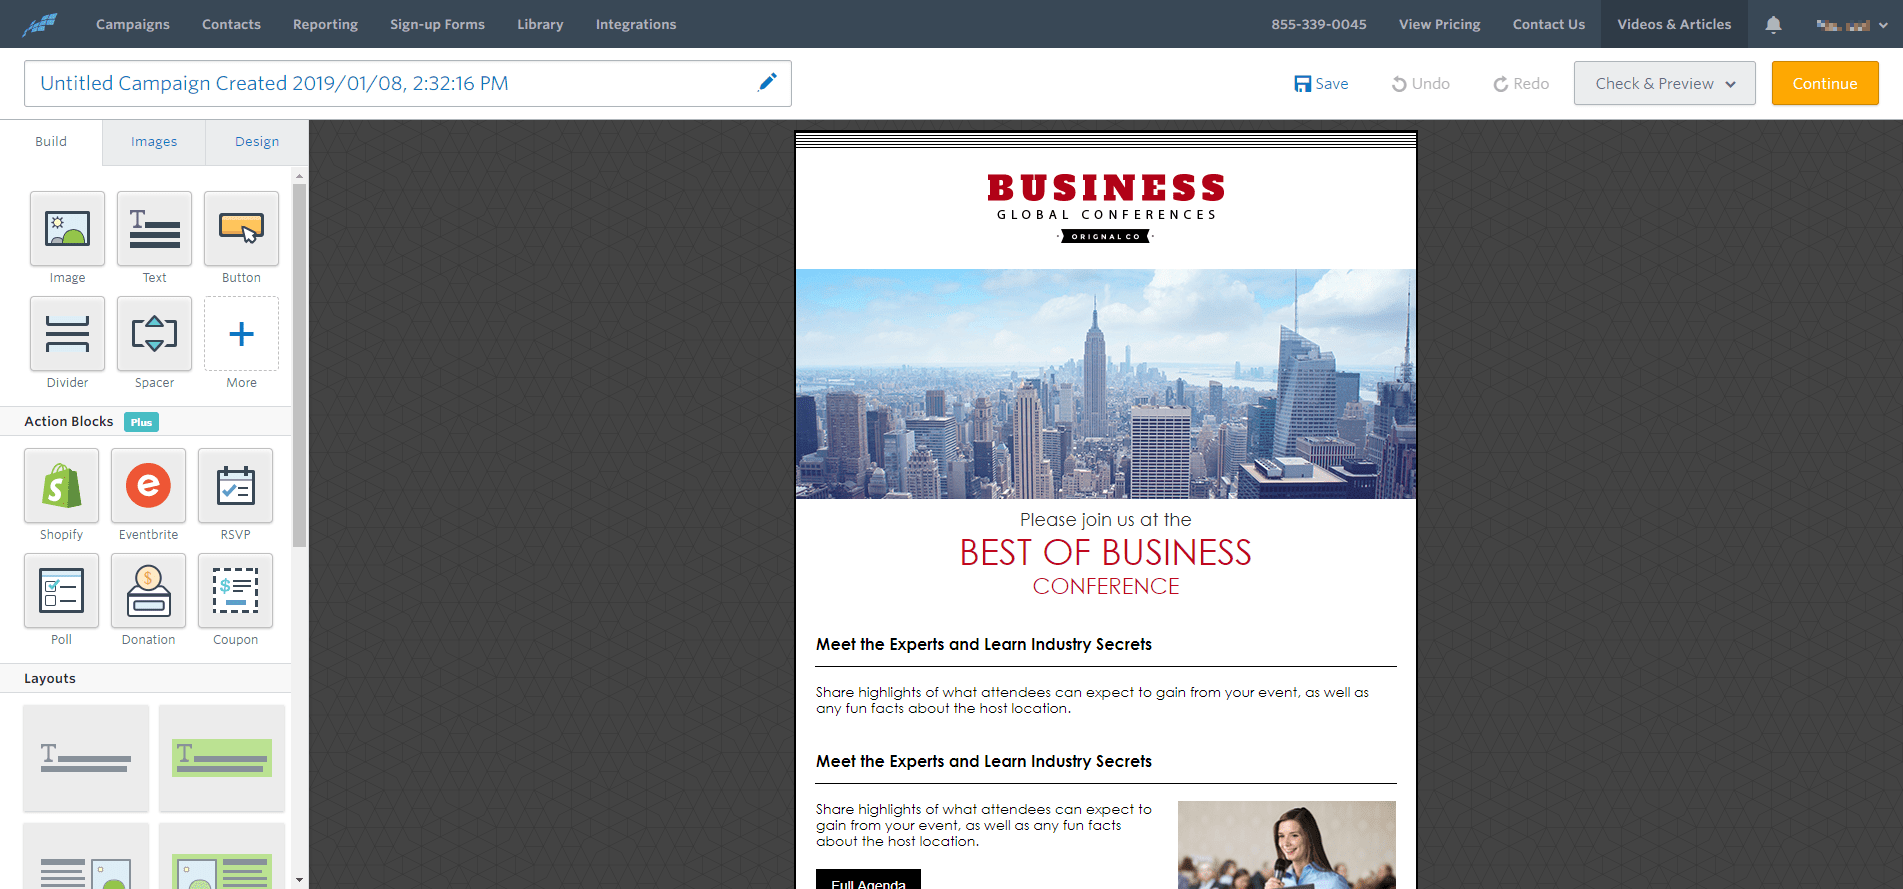 Campaigns Contacts Reporting Sign-up Forms Library Integrations 855-339-0045 View Pricing Contact Us Videos & Articles
Untitled Campaign Created 2019/01/08, 2:32:16 PM Save Undo Redo Check & Preview Continue
Build Images Design
Image Text Button
Divider Spacer More
Action Blocks Plus
Shopify Eventbrite RSVP
Poll Donation Coupon
Layouts
BUSINESS
GLOBAL CONFERENCES
ORIGNAL CO
Please join us at the
BEST OF BUSINESS
CONFERENCE
Meet the Experts and Learn Industry Secrets
Share highlights of what attendees can expect to gain from your event, as well as
any fun facts about the host location.
Meet the Experts and Learn Industry Secrets
Share highlights of what attendees can expect to
gain from your event, as well as any fun facts
about the host location.
Full Agenda